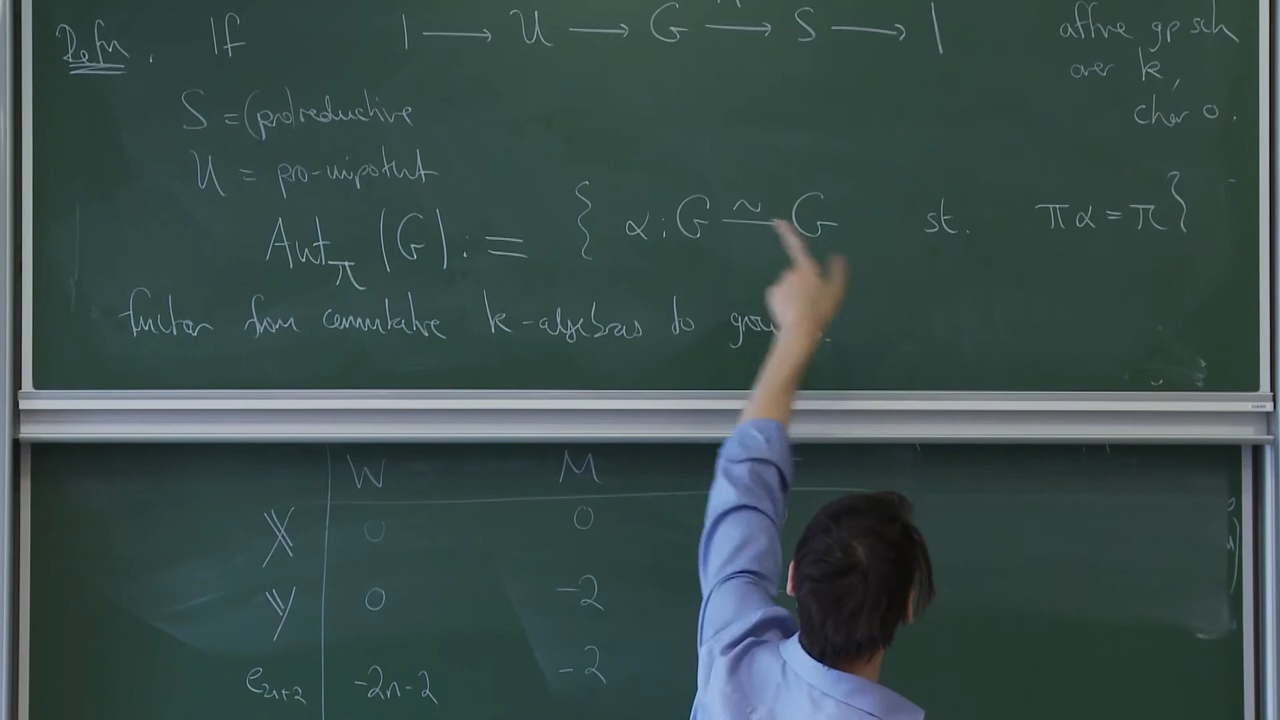 Defn. If 1 → U → G → S → 1 affine gp sch
over k,
char 0.
S = (pro)reductive
U = pro-unipotent
Aut_π (G) := { α : G ~→ G st. πα = π }
functor from commutative k-algebras to
W M
X 0 0
y 0 -2
e_{2n+2} -2n-2 -2